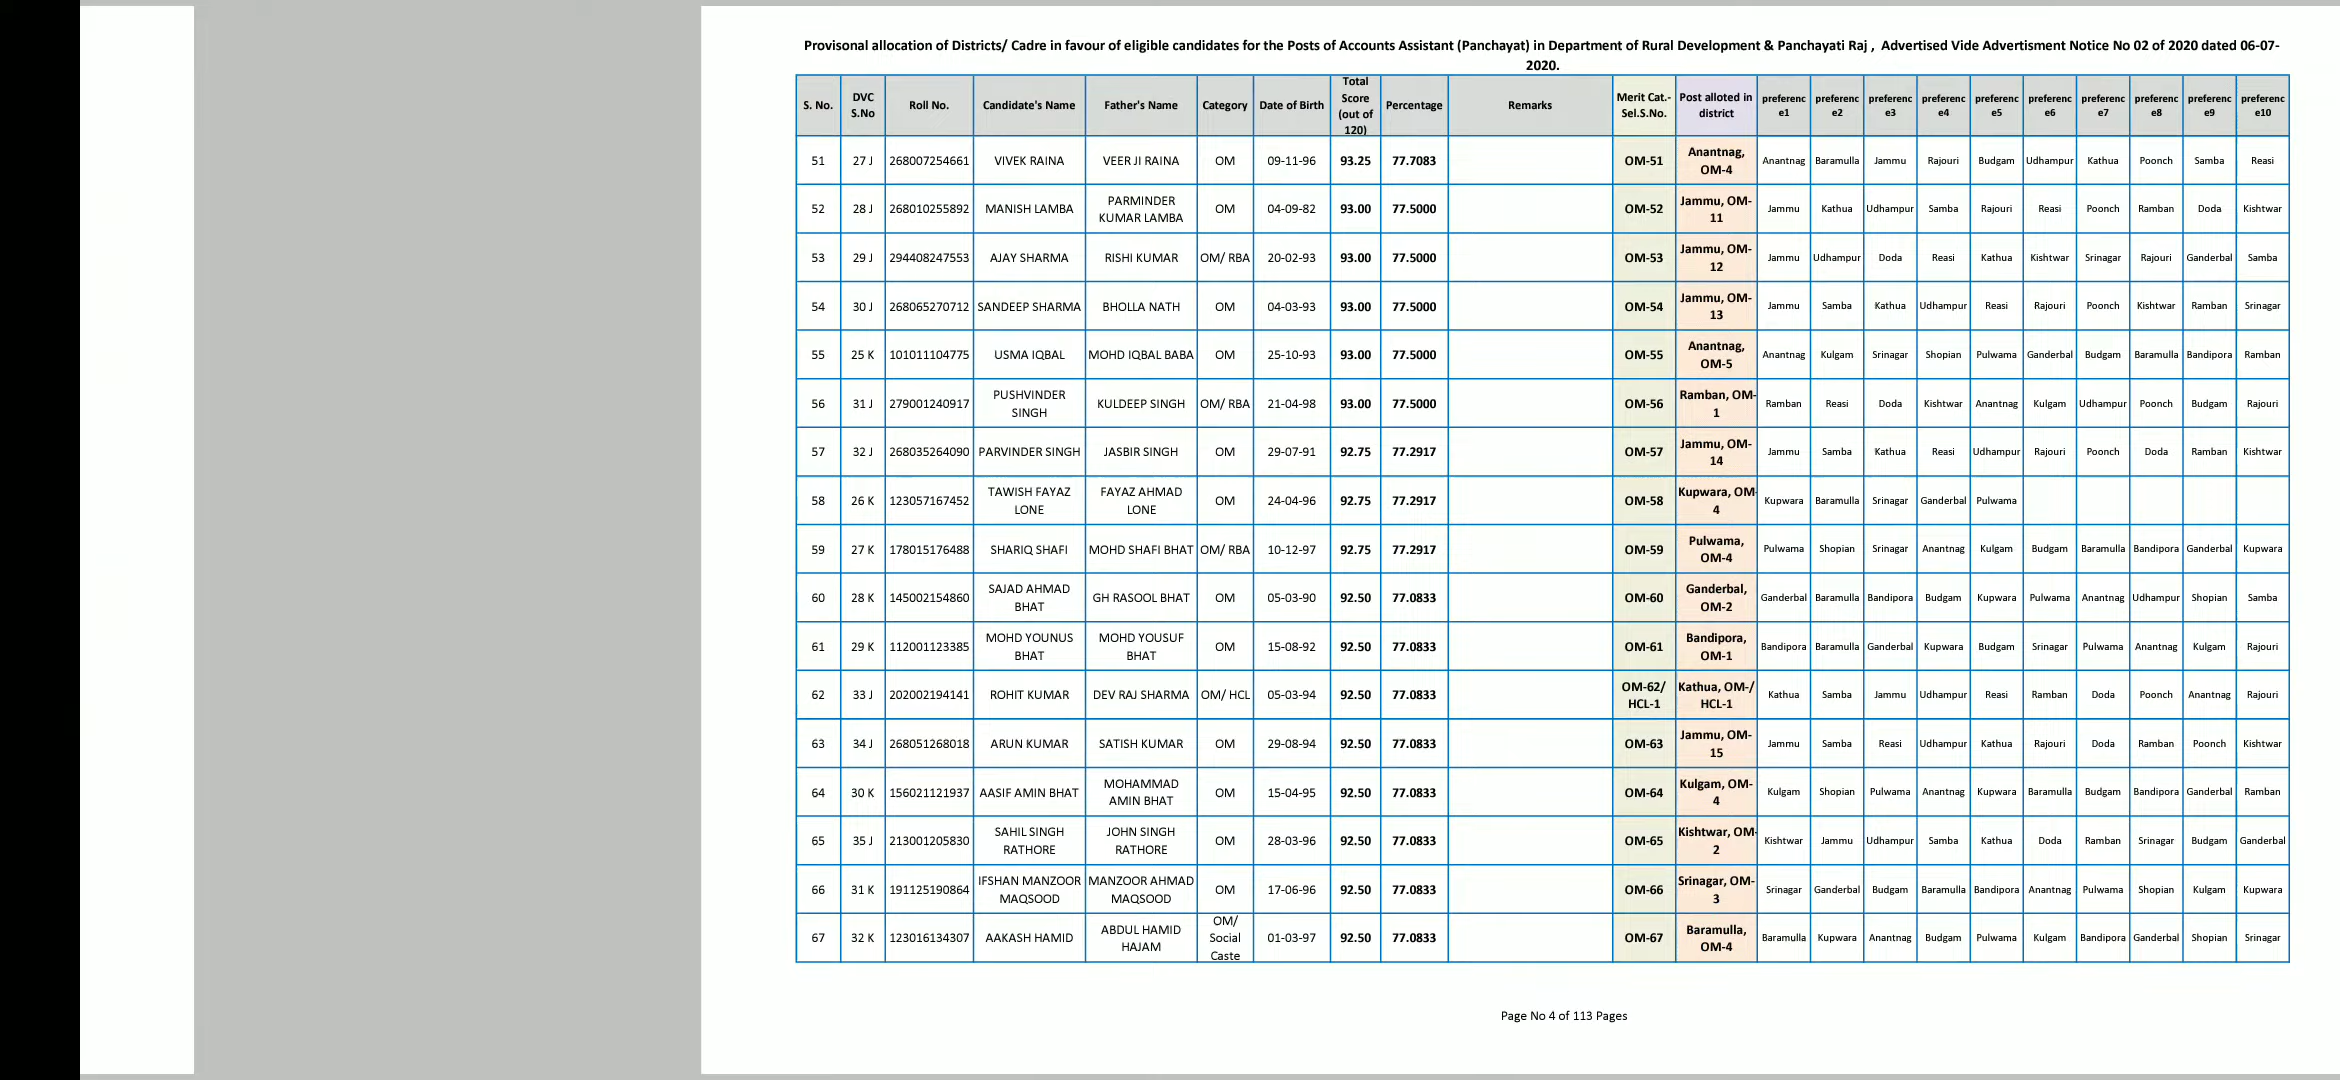 Provisonal allocation of Districts/ Cadre in favour of eligible candidates for the Posts of Accounts Assistant (Panchayat) in Department of Rural Development & Panchayati Raj , Advertised Vide Advertisment Notice No 02 of 2020 dated 06-07-
2020.
S. No. DVC S.No Roll No. Candidate's Name Father's Name Category Date of Birth Total Score (out of 120) Percentage Remarks Merit Cat.- Sel.S.No. Post alloted in district preferenc e1 preferenc e2 preferenc e3 preferenc e4 preferenc e5 preferenc e6 preferenc e7 preferenc e8 preferenc e9 preferenc e10
51 27 J 268007254661 VIVEK RAINA VEER JI RAINA OM 09-11-96 93.25 77.7083 OM-51 Anantnag, OM-4 Anantnag Baramulla Jammu Rajouri Budgam Udhampur Kathua Poonch Samba Reasi
52 28 J 268010255892 MANISH LAMBA PARMINDER KUMAR LAMBA OM 04-09-82 93.00 77.5000 OM-52 Jammu, OM-11 Jammu Kathua Udhampur Samba Rajouri Reasi Poonch Ramban Doda Kishtwar
53 29 J 294408247553 AJAY SHARMA RISHI KUMAR OM/ RBA 20-02-93 93.00 77.5000 OM-53 Jammu, OM-12 Jammu Udhampur Doda Reasi Kathua Kishtwar Srinagar Rajouri Ganderbal Samba
54 30 J 268065270712 SANDEEP SHARMA BHOLLA NATH OM 04-03-93 93.00 77.5000 OM-54 Jammu, OM-13 Jammu Samba Kathua Udhampur Reasi Rajouri Poonch Kishtwar Ramban Srinagar
55 25 K 101011104775 USMA IQBAL MOHD IQBAL BABA OM 25-10-93 93.00 77.5000 OM-55 Anantnag, OM-5 Anantnag Kulgam Srinagar Shopian Pulwama Ganderbal Budgam Baramulla Bandipora Ramban
56 31 J 279001240917 PUSHVINDER SINGH KULDEEP SINGH OM/ RBA 21-04-98 93.00 77.5000 OM-56 Ramban, OM-1 Ramban Reasi Doda Kishtwar Anantnag Kulgam Udhampur Poonch Budgam Rajouri
57 32 J 268035264090 PARVINDER SINGH JASBIR SINGH OM 29-07-91 92.75 77.2917 OM-57 Jammu, OM-14 Jammu Samba Kathua Reasi Udhampur Rajouri Poonch Doda Ramban Kishtwar
58 26 K 123057167452 TAWISH FAYAZ LONE FAYAZ AHMAD LONE OM 24-04-96 92.75 77.2917 OM-58 Kupwara, OM-4 Kupwara Baramulla Srinagar Ganderbal Pulwama
59 27 K 178015176488 SHARIQ SHAFI MOHD SHAFI BHAT OM/ RBA 10-12-97 92.75 77.2917 OM-59 Pulwama, OM-4 Pulwama Shopian Srinagar Anantnag Kulgam Budgam Baramulla Bandipora Ganderbal Kupwara
60 28 K 145002154860 SAJAD AHMAD BHAT GH RASOOL BHAT OM 05-03-90 92.50 77.0833 OM-60 Ganderbal, OM-2 Ganderbal Baramulla Bandipora Budgam Kupwara Pulwama Anantnag Udhampur Shopian Samba
61 29 K 112001123385 MOHD YOUNUS BHAT MOHD YOUSUF BHAT OM 15-08-92 92.50 77.0833 OM-61 Bandipora, OM-1 Bandipora Baramulla Ganderbal Kupwara Budgam Srinagar Pulwama Anantnag Kulgam Rajouri
62 33 J 202002194141 ROHIT KUMAR DEV RAJ SHARMA OM/ HCL 05-03-94 92.50 77.0833 OM-62/ HCL-1 Kathua, OM-/ HCL-1 Kathua Samba Jammu Udhampur Reasi Ramban Doda Poonch Anantnag Rajouri
63 34 J 268051268018 ARUN KUMAR SATISH KUMAR OM 29-08-94 92.50 77.0833 OM-63 Jammu, OM-15 Jammu Samba Reasi Udhampur Kathua Rajouri Doda Ramban Poonch Kishtwar
64 30 K 156021121937 AASIF AMIN BHAT MOHAMMAD AMIN BHAT OM 15-04-95 92.50 77.0833 OM-64 Kulgam, OM-4 Kulgam Shopian Pulwama Anantnag Kupwara Baramulla Budgam Bandipora Ganderbal Ramban
65 35 J 213001205830 SAHIL SINGH RATHORE JOHN SINGH RATHORE OM 28-03-96 92.50 77.0833 OM-65 Kishtwar, OM-2 Kishtwar Jammu Udhampur Samba Kathua Doda Ramban Srinagar Budgam Ganderbal
66 31 K 191125190864 IFSHAN MANZOOR MAQSOOD MANZOOR AHMAD MAQSOOD OM 17-06-96 92.50 77.0833 OM-66 Srinagar, OM-3 Srinagar Ganderbal Budgam Baramulla Bandipora Anantnag Pulwama Shopian Kulgam Kupwara
67 32 K 123016134307 AAKASH HAMID ABDUL HAMID HAJAM OM/ Social Caste 01-03-97 92.50 77.0833 OM-67 Baramulla, OM-4 Baramulla Kupwara Anantnag Budgam Pulwama Kulgam Bandipora Ganderbal Shopian Srinagar
Page No 4 of 113 Pages